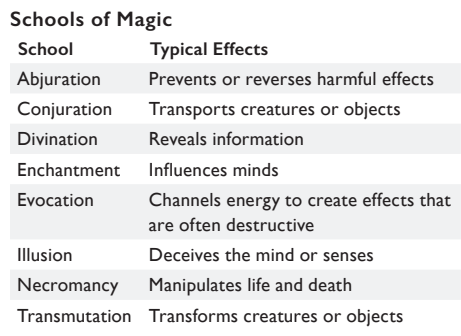 Schools of Magic
School Typical Effects
Abjuration Prevents or reverses harmful effects
Conjuration Transports creatures or objects
Divination Reveals information
Enchantment Influences minds
Evocation Channels energy to create effects that
are often destructive
Illusion Deceives the mind or senses
Necromancy Manipulates life and death
Transmutation Transforms creatures or objects